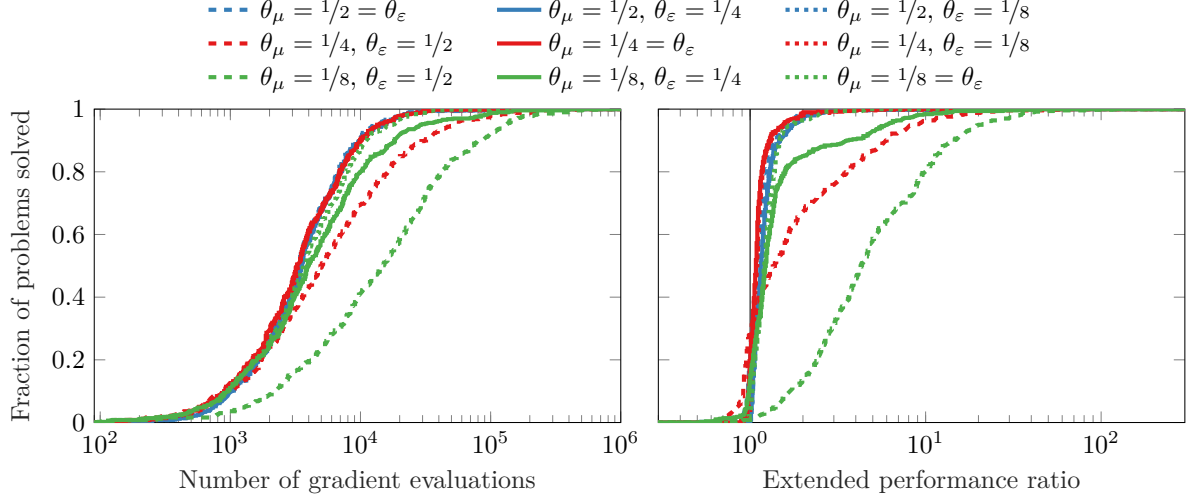 θμ = 1/2 = θε
θμ = 1/2, θε = 1/4
θμ = 1/2, θε = 1/8
θμ = 1/4, θε = 1/2
θμ = 1/4 = θε
θμ = 1/4, θε = 1/8
θμ = 1/8, θε = 1/2
θμ = 1/8, θε = 1/4
θμ = 1/8 = θε
Fraction of problems solved
1
0.8
0.6
0.4
0.2
0
10^2
10^3
10^4
10^5
10^6
Number of gradient evaluations
10^0
10^1
10^2
Extended performance ratio